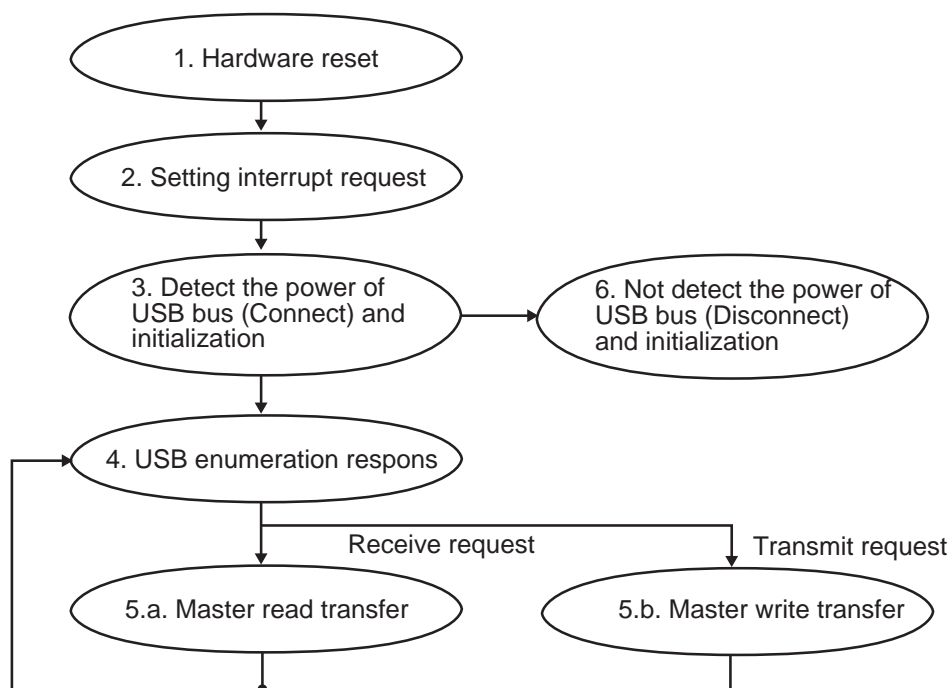 1. Hardware reset
2. Setting interrupt request
3. Detect the power of
USB bus (Connect) and
initialization
6. Not detect the power of
USB bus (Disconnect)
and initialization
4. USB enumeration respons
Receive request
Transmit request
5.a. Master read transfer
5.b. Master write transfer